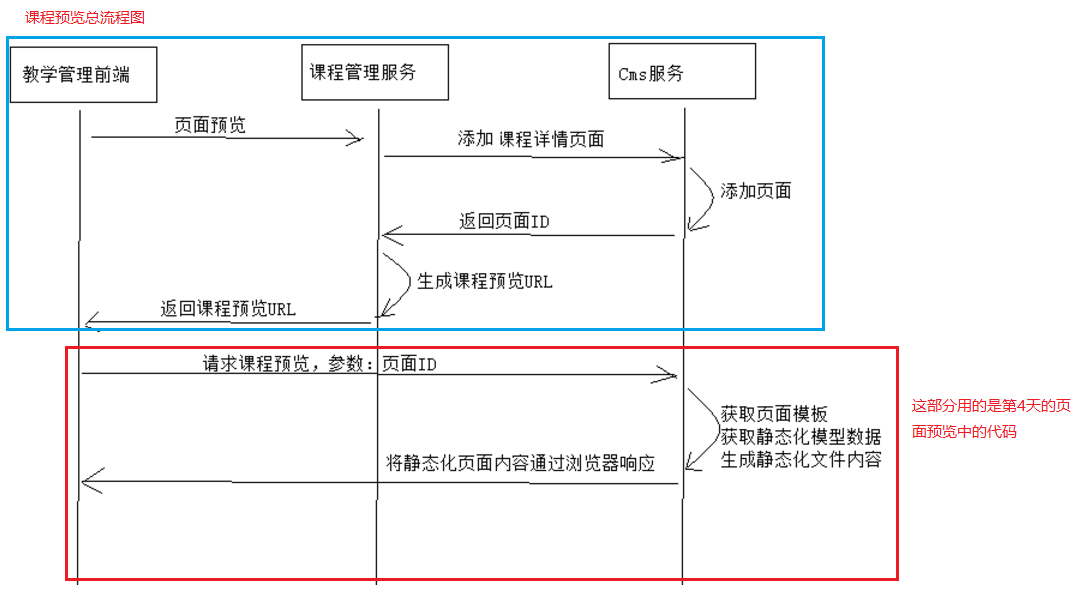 课程预览总流程图
教学管理前端
课程管理服务
Cms服务
页面预览
添加 课程详情页面
添加页面
返回页面ID
生成课程预览URL
返回课程预览URL
请求课程预览，参数：页面ID
获取页面模板
获取静态化模型数据
生成静态化文件内容
将静态化页面内容通过浏览器响应
这部分用的是第4天的页
面预览中的代码